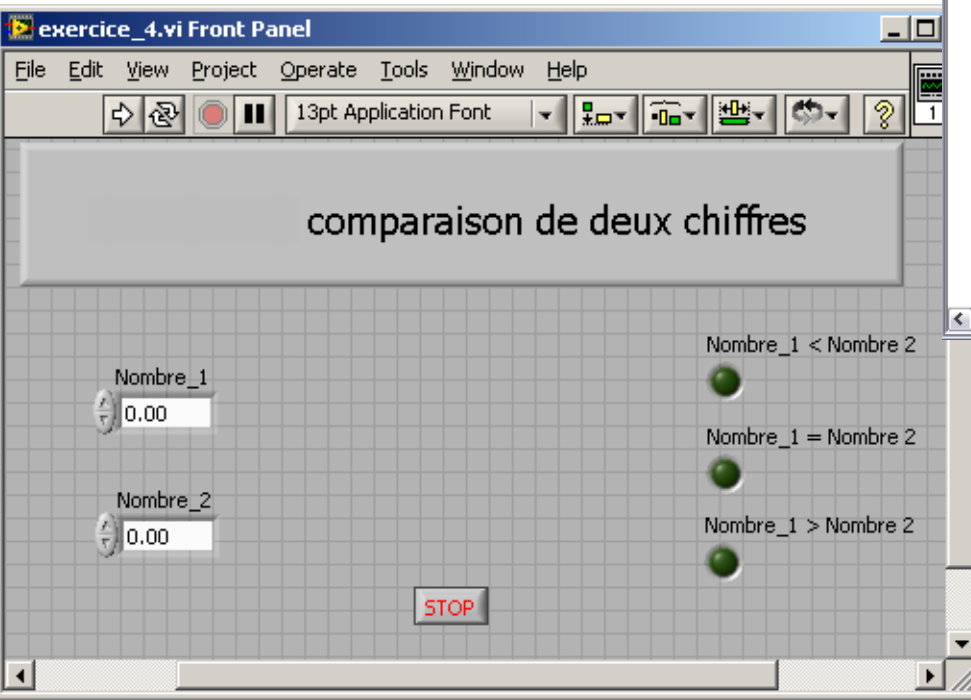 exercice_4.vi Front Panel
File Edit View Project Operate Tools Window Help
13pt Application Font
1
comparaison de deux chiffres
Nombre_1 < Nombre 2
Nombre_1
0.00
Nombre_1 = Nombre 2
Nombre_2
0.00
Nombre_1 > Nombre 2
STOP